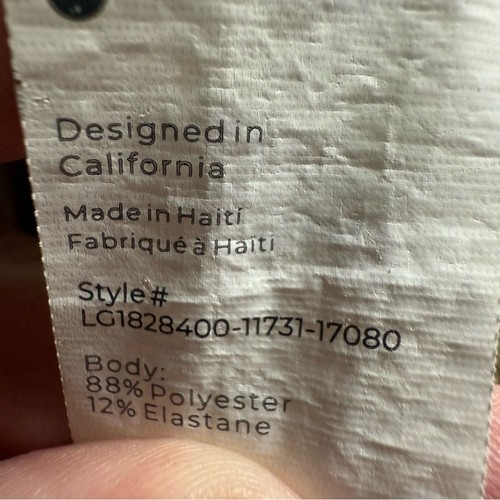 Designed in
California
Made in Haiti
Fabriqué à Haïti
Style #
LG1828400-11731-17080
Body:
88% Polyester
12% Elastane